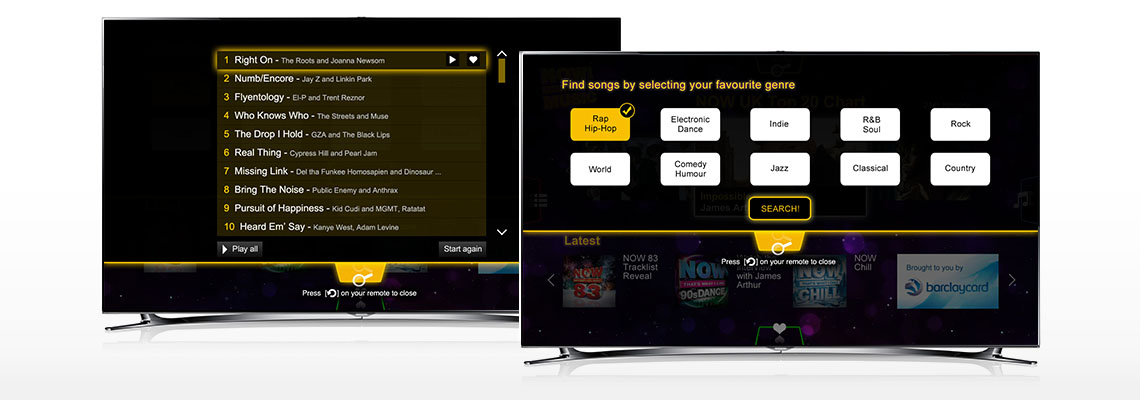 1 Right On - The Roots and Joanna Newsom
2 Numb/Encore - Jay Z and Linkin Park
3 Flyentology - El-P and Trent Reznor
4 Who Knows Who - The Streets and Muse
5 The Drop I Hold - GZA and The Black Lips
6 Real Thing - Cypress Hill and Pearl Jam
7 Missing Link - Del tha Funkee Homosapien and Dinosaur ...
8 Bring The Noise - Public Enemy and Anthrax
9 Pursuit of Happiness - Kid Cudi and MGMT, Ratatat
10 Heard Em' Say - Kanye West, Adam Levine
Play all
Start again
Press [ ] on your remote to close
Find songs by selecting your favourite genre
NOW UK Top 20 Chart
Rap
Hip-Hop
Electronic
Dance
Indie
R&B
Soul
Rock
World
Comedy
Humour
Jazz
Classical
Country
James Arthur
SEARCH!
Latest
Press [ ] on your remote to close
NOW
83
NOW 83
Tracklist
Reveal
NOW
THAT'S WHAT I CALL
90s DANCE
Interview
with James
Arthur
NOW
CHILL
NOW
Chill
Brought to you by
barclaycard